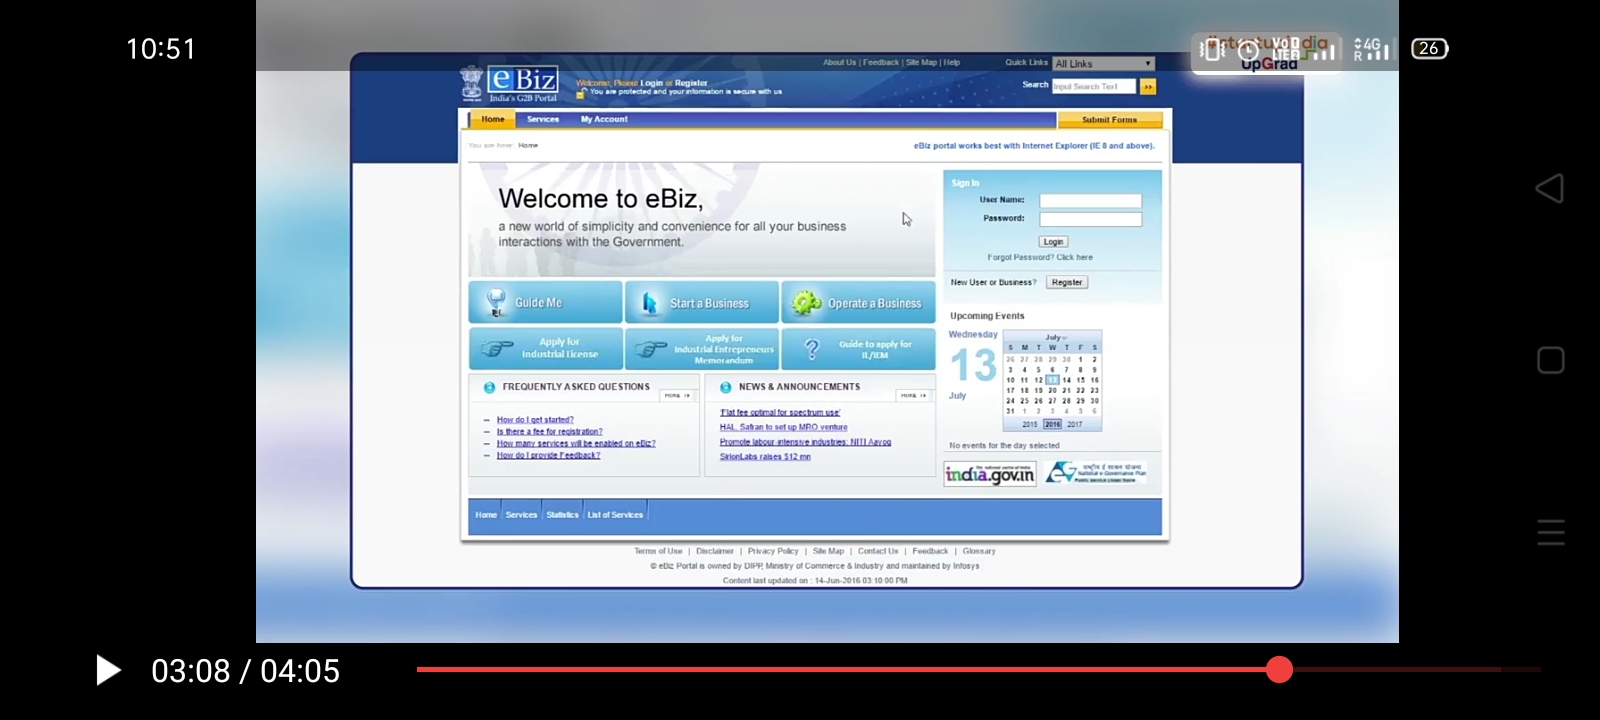 10:51
#startupindia
UpGrad
VoLTE
4G
R
26
About Us | Feedback | Site Map | Help
Quick Links
All Links
eBiz
India's G2B Portal
Welcome, Please Login or Register
You are protected and your information is secure with us
Search
Input Search Text
Home
Services
My Account
Submit Forms
You are here: Home
eBiz portal works best with Internet Explorer (IE 8 and above).
Welcome to eBiz,
a new world of simplicity and convenience for all your business
interactions with the Government.
Sign In
User Name:
Password:
Login
Forgot Password? Click here
New User or Business?
Register
Guide Me
Start a Business
Operate a Business
Apply for
Industrial License
Apply for
Industrial Entrepreneurs
Memorandum
Guide to apply for
IL/IEM
Upcoming Events
Wednesday
13
July
July
S M T W T F S
26 27 28 29 30 1 2
3 4 5 6 7 8 9
10 11 12 13 14 15 16
17 18 19 20 21 22 23
24 25 26 27 28 29 30
31 1 2 3 4 5 6
2015 2016 2017
No events for the day selected
FREQUENTLY ASKED QUESTIONS
More
How do I get started?
Is there a fee for registration?
How many services will be enabled on eBiz?
How do I provide Feedback?
NEWS & ANNOUNCEMENTS
More
'Flat fee optimal for spectrum use'
HAL, Safran to set up MRO venture
Promote labour-intensive industries: NITI Aayog
SirionLabs raises $12 mn
india.gov.in
राष्ट्रीय ई शासन योजना
National e-Governance Plan
Home
Services
Statistics
List of Services
Terms of Use | Disclaimer | Privacy Policy | Site Map | Contact Us | Feedback | Glossary
© eBiz Portal is owned by DIPP, Ministry of Commerce & Industry and maintained by Infosys
Content last updated on : 14-Jun-2016 03:10:00 PM
03:08 / 04:05